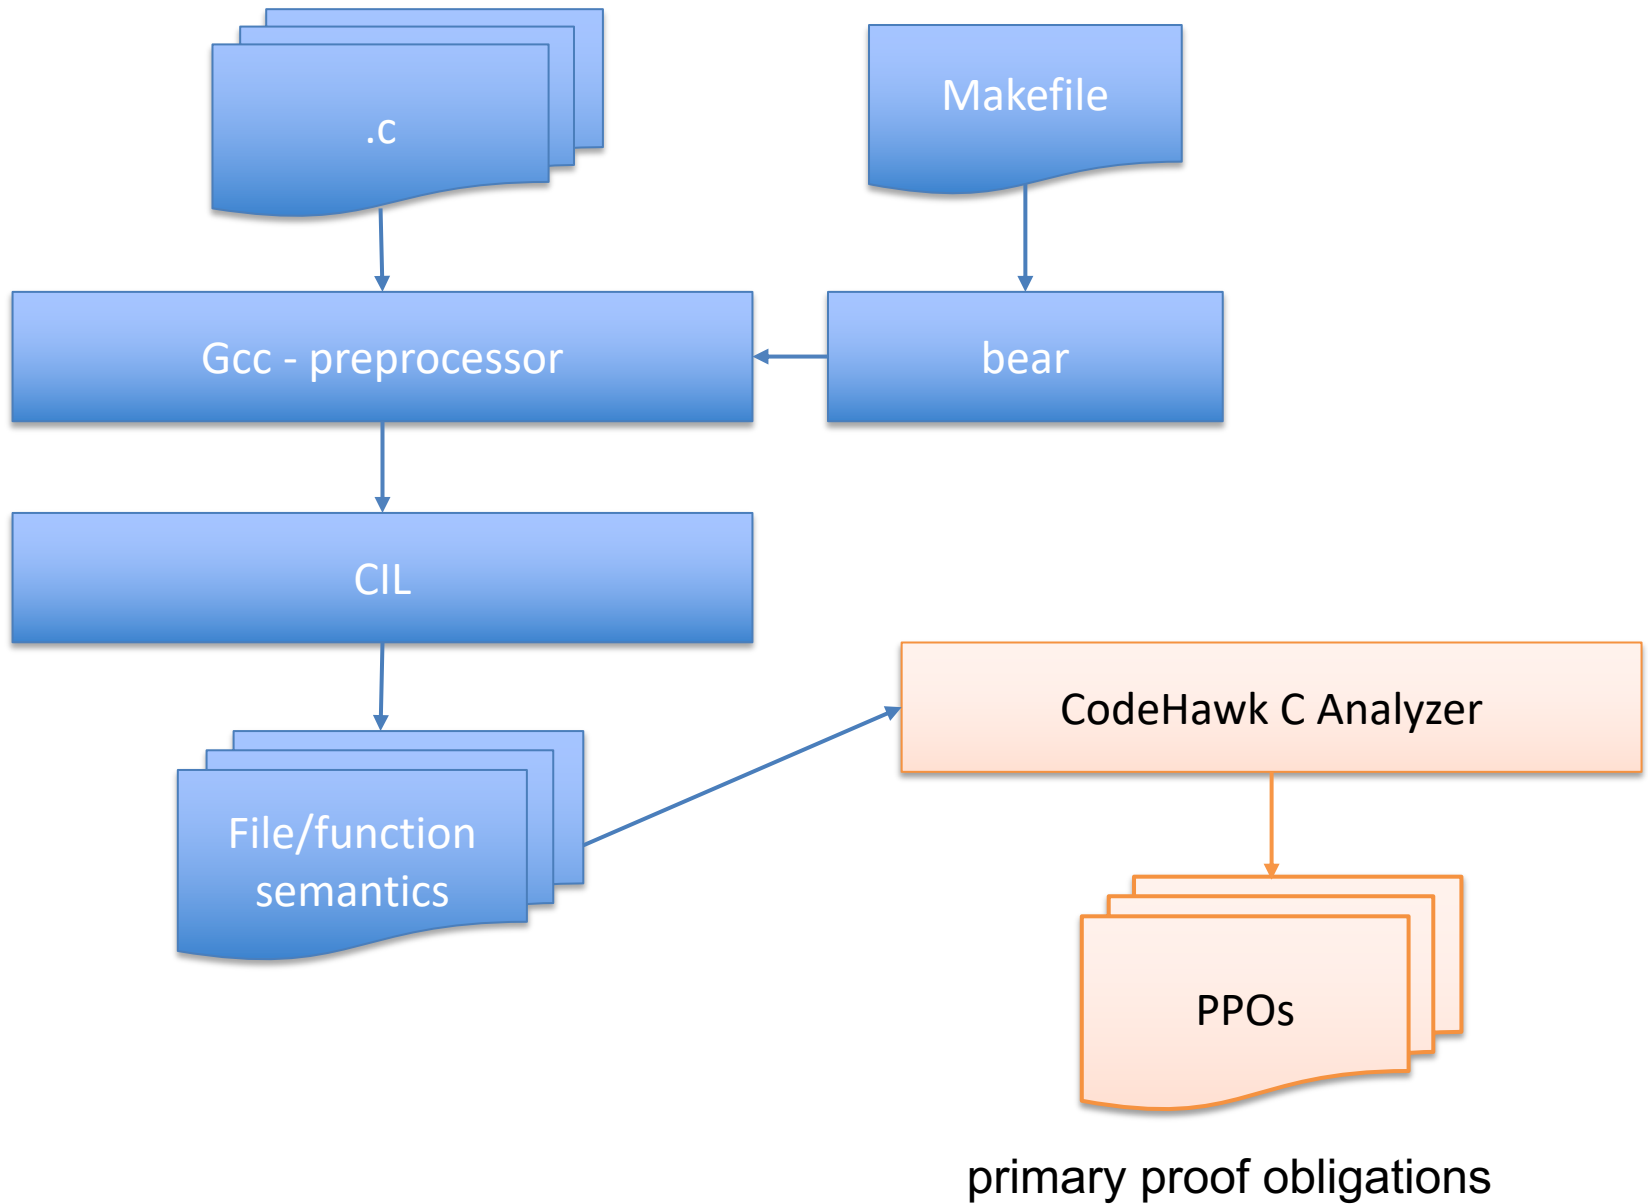 .c
Makefile
Gcc - preprocessor
bear
CIL
CodeHawk C Analyzer
File/function
semantics
PPOs
primary proof obligations